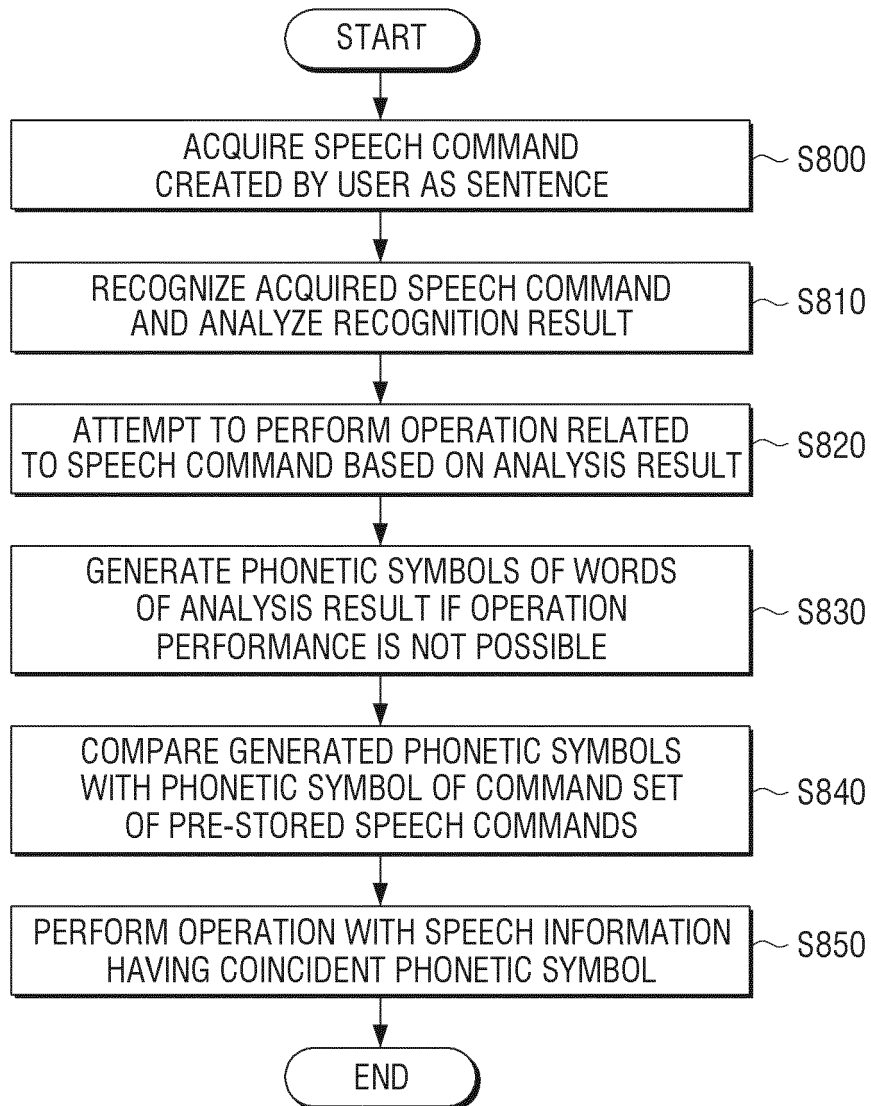 START
ACQUIRE SPEECH COMMAND
CREATED BY USER AS SENTENCE
S800
RECOGNIZE ACQUIRED SPEECH COMMAND
AND ANALYZE RECOGNITION RESULT
S810
ATTEMPT TO PERFORM OPERATION RELATED
TO SPEECH COMMAND BASED ON ANALYSIS RESULT
S820
GENERATE PHONETIC SYMBOLS OF WORDS
OF ANALYSIS RESULT IF OPERATION
PERFORMANCE IS NOT POSSIBLE
S830
COMPARE GENERATED PHONETIC SYMBOLS
WITH PHONETIC SYMBOL OF COMMAND SET
OF PRE-STORED SPEECH COMMANDS
S840
PERFORM OPERATION WITH SPEECH INFORMATION
HAVING COINCIDENT PHONETIC SYMBOL
S850
END